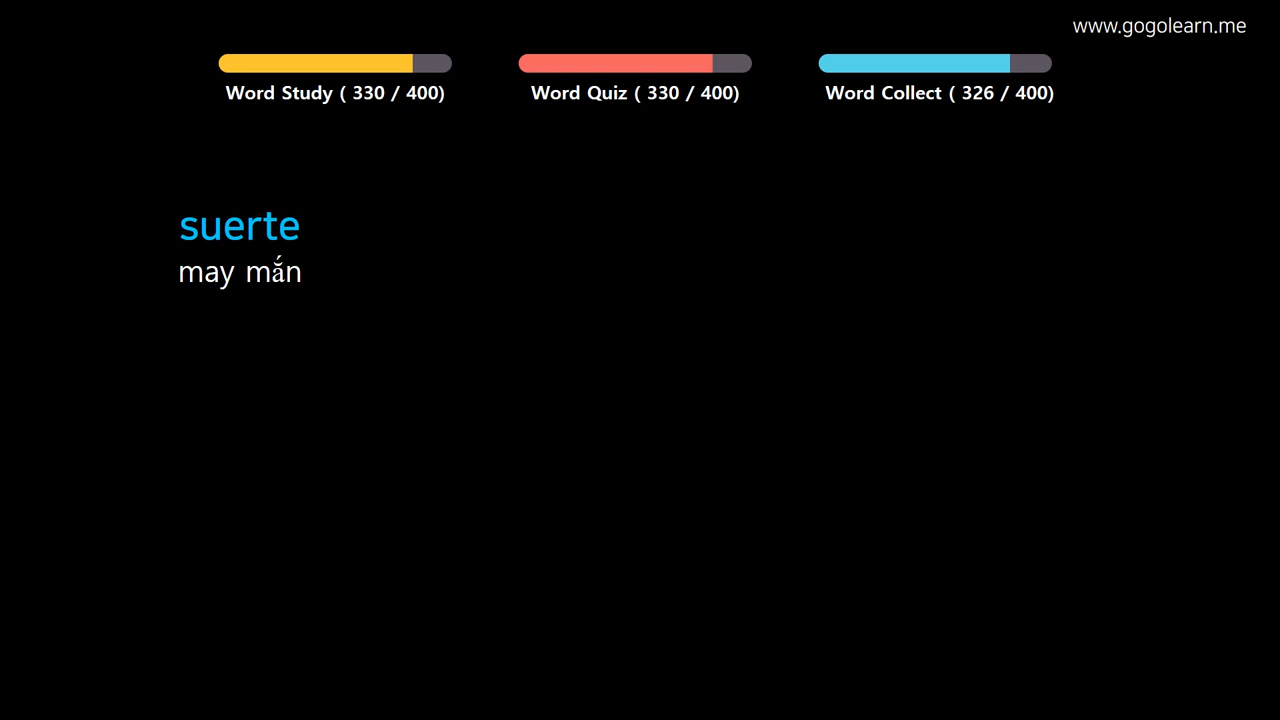 www.gogolearn.me
Word Study ( 330 / 400)
Word Quiz ( 330 / 400)
Word Collect ( 326 / 400)
suerte
may mắn